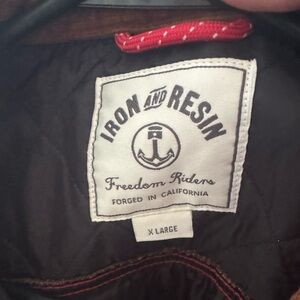 IRON AND RESIN
Freedom Riders
FORGED IN CALIFORNIA
X LARGE